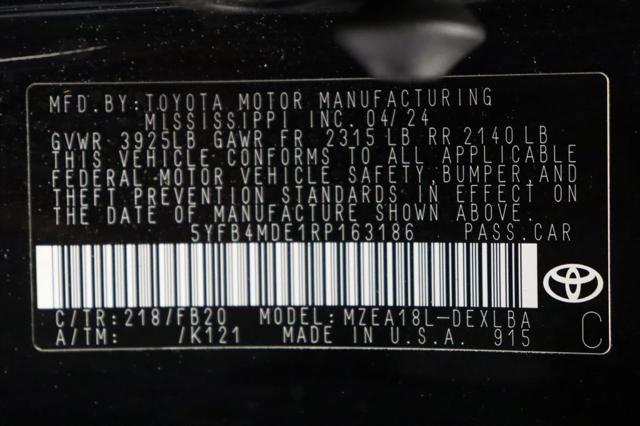 MFD.BY:TOYOTA MOTOR MANUFACTURING
MISSISSIPPI INC. 04/24
GVWR 3925LB GAWR FR 2315 LB RR 2140 LB
THIS VEHICLE CONFORMS TO ALL APPLICABLE
FEDERAL MOTOR VEHICLE SAFETY, BUMPER,AND
THEFT PREVENTION STANDARDS IN EFFECT ON
THE DATE OF MANUFACTURE SHOWN ABOVE.
5YFB4MDE1RP163186 PASS.CAR
C/TR:218/FB20 MODEL:MZEA18L-DEXLBA
A/TM: /K121 MADE IN U.S.A. 915
C